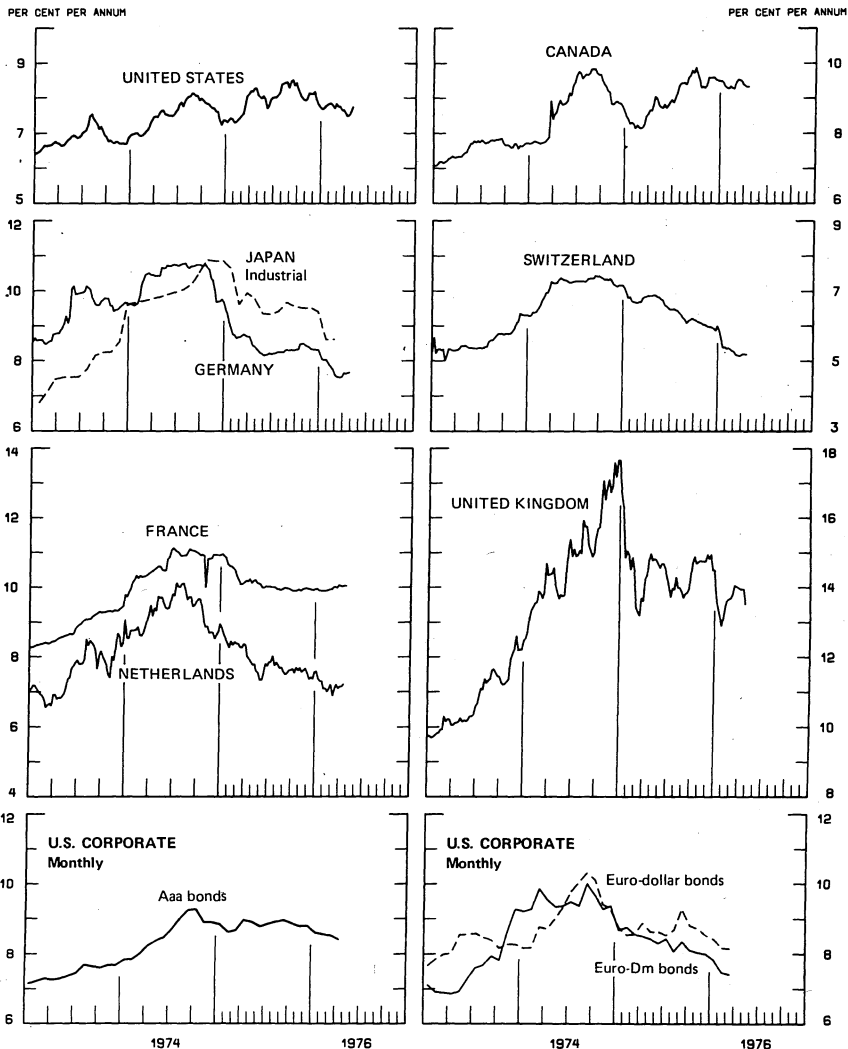 PER CENT PER ANNUM
PER CENT PER ANNUM
UNITED STATES
9
7
5
CANADA
10
8
6
JAPAN
Industrial
GERMANY
12
10
8
6
SWITZERLAND
9
7
5
3
FRANCE
NETHERLANDS
14
12
10
8
6
4
UNITED KINGDOM
18
16
14
12
10
8
U.S. CORPORATE
Monthly
Aaa bonds
12
10
8
6
1974
1976
U.S. CORPORATE
Monthly
Euro-dollar bonds
Euro-Dm bonds
12
10
8
6
1974
1976